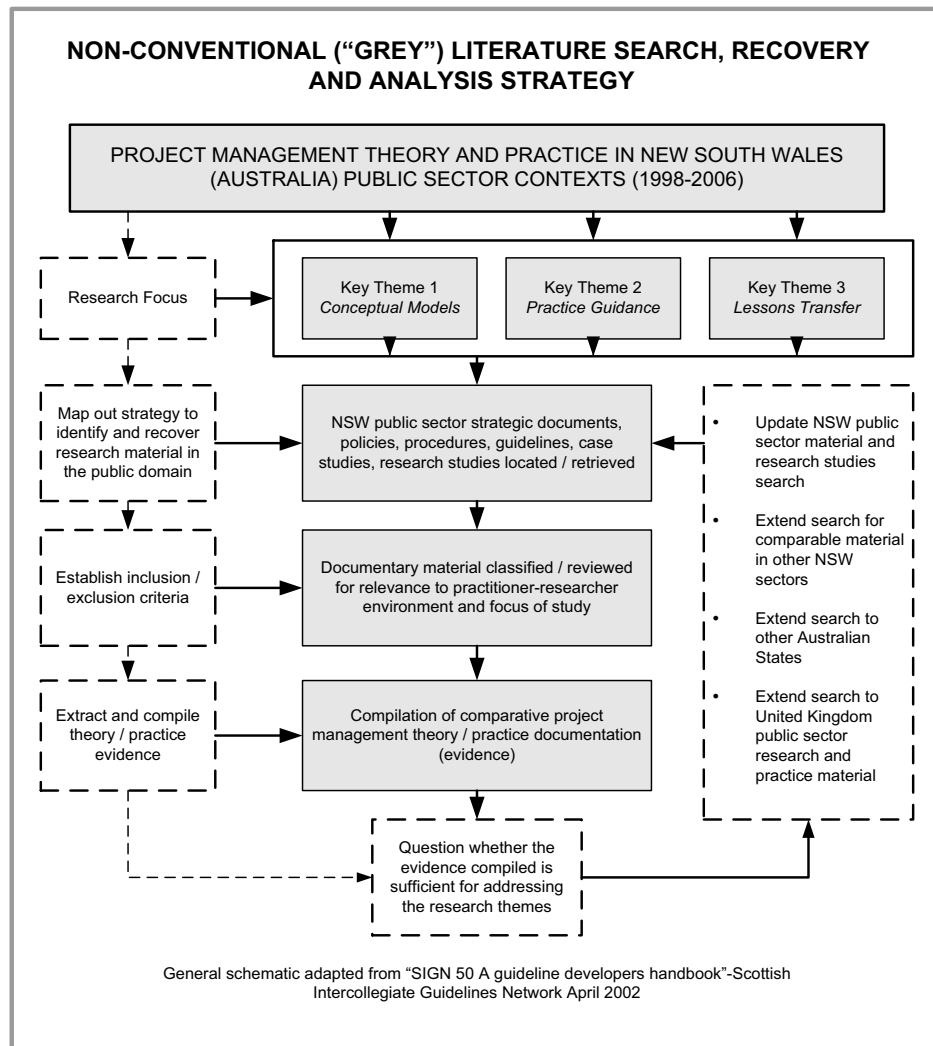 NON-CONVENTIONAL (“GREY”) LITERATURE SEARCH, RECOVERY
AND ANALYSIS STRATEGY
PROJECT MANAGEMENT THEORY AND PRACTICE IN NEW SOUTH WALES
(AUSTRALIA) PUBLIC SECTOR CONTEXTS (1998-2006)
Research Focus
Key Theme 1
Conceptual Models
Key Theme 2
Practice Guidance
Key Theme 3
Lessons Transfer
Map out strategy to
identify and recover
research material in
the public domain
NSW public sector strategic documents,
policies, procedures, guidelines, case
studies, research studies located / retrieved
• Update NSW public
sector material and
research studies
search
• Extend search for
comparable material
in other NSW
sectors
• Extend search to
other Australian
States
• Extend search to
United Kingdom
public sector
research and
practice material
Establish inclusion /
exclusion criteria
Documentary material classified / reviewed
for relevance to practitioner-researcher
environment and focus of study
Extract and compile
theory / practice
evidence
Compilation of comparative project
management theory / practice documentation
(evidence)
Question whether the
evidence compiled is
sufficient for addressing
the research themes
General schematic adapted from “SIGN 50 A guideline developers handbook”-Scottish
Intercollegiate Guidelines Network April 2002